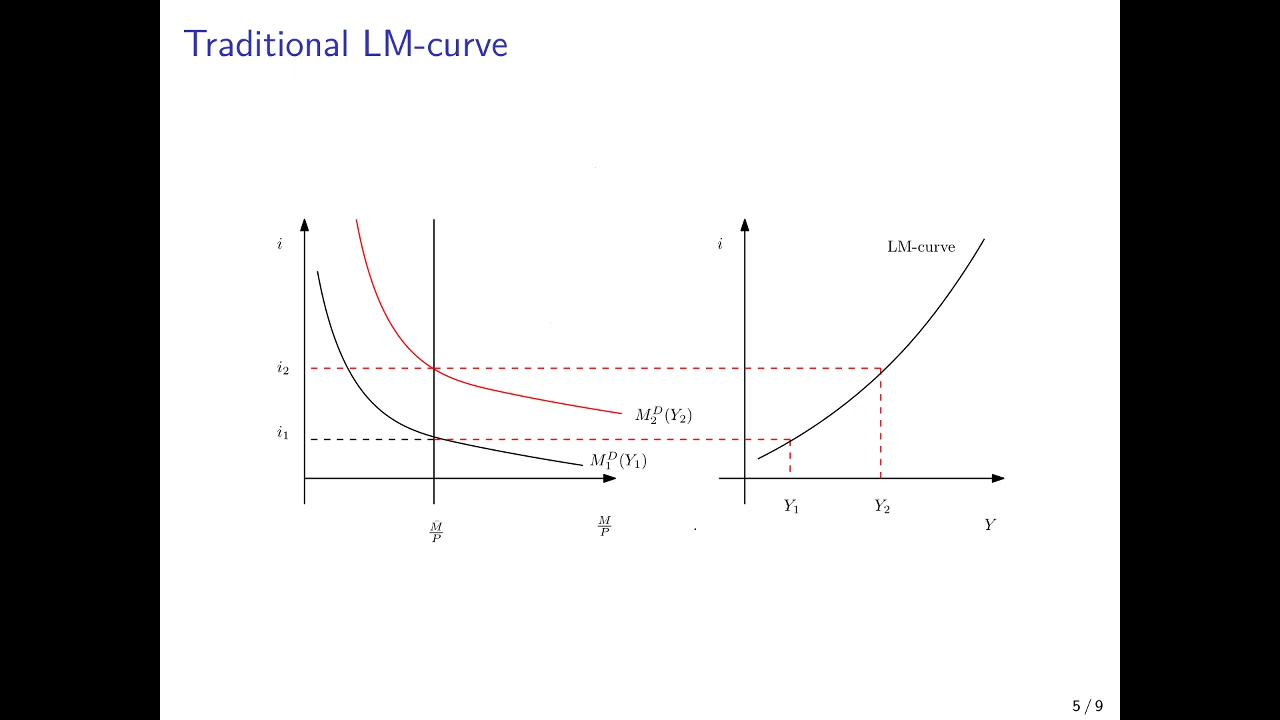 Traditional LM-curve
i
i₂
i₁
M₂ᴰ(Y₂)
M₁ᴰ(Y₁)
M̄/P
M/P
i
LM-curve
Y₁
Y₂
Y
5 / 9